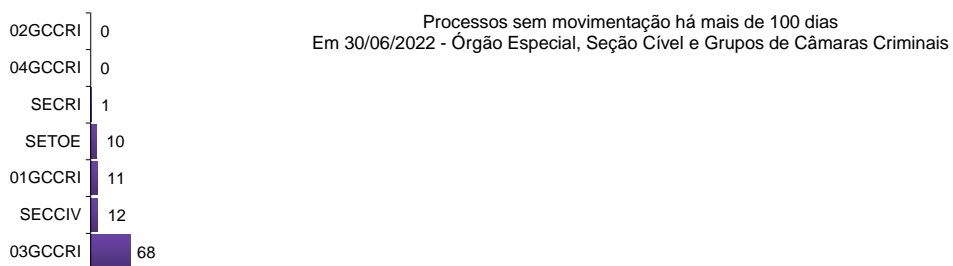 Processos sem movimentação há mais de 100 dias
Em 30/06/2022 - Órgão Especial, Seção Cível e Grupos de Câmaras Criminais
02GCCRI 0
04GCCRI 0
SECRI 1
SETOE 10
01GCCRI 11
SECCIV 12
03GCCRI 68